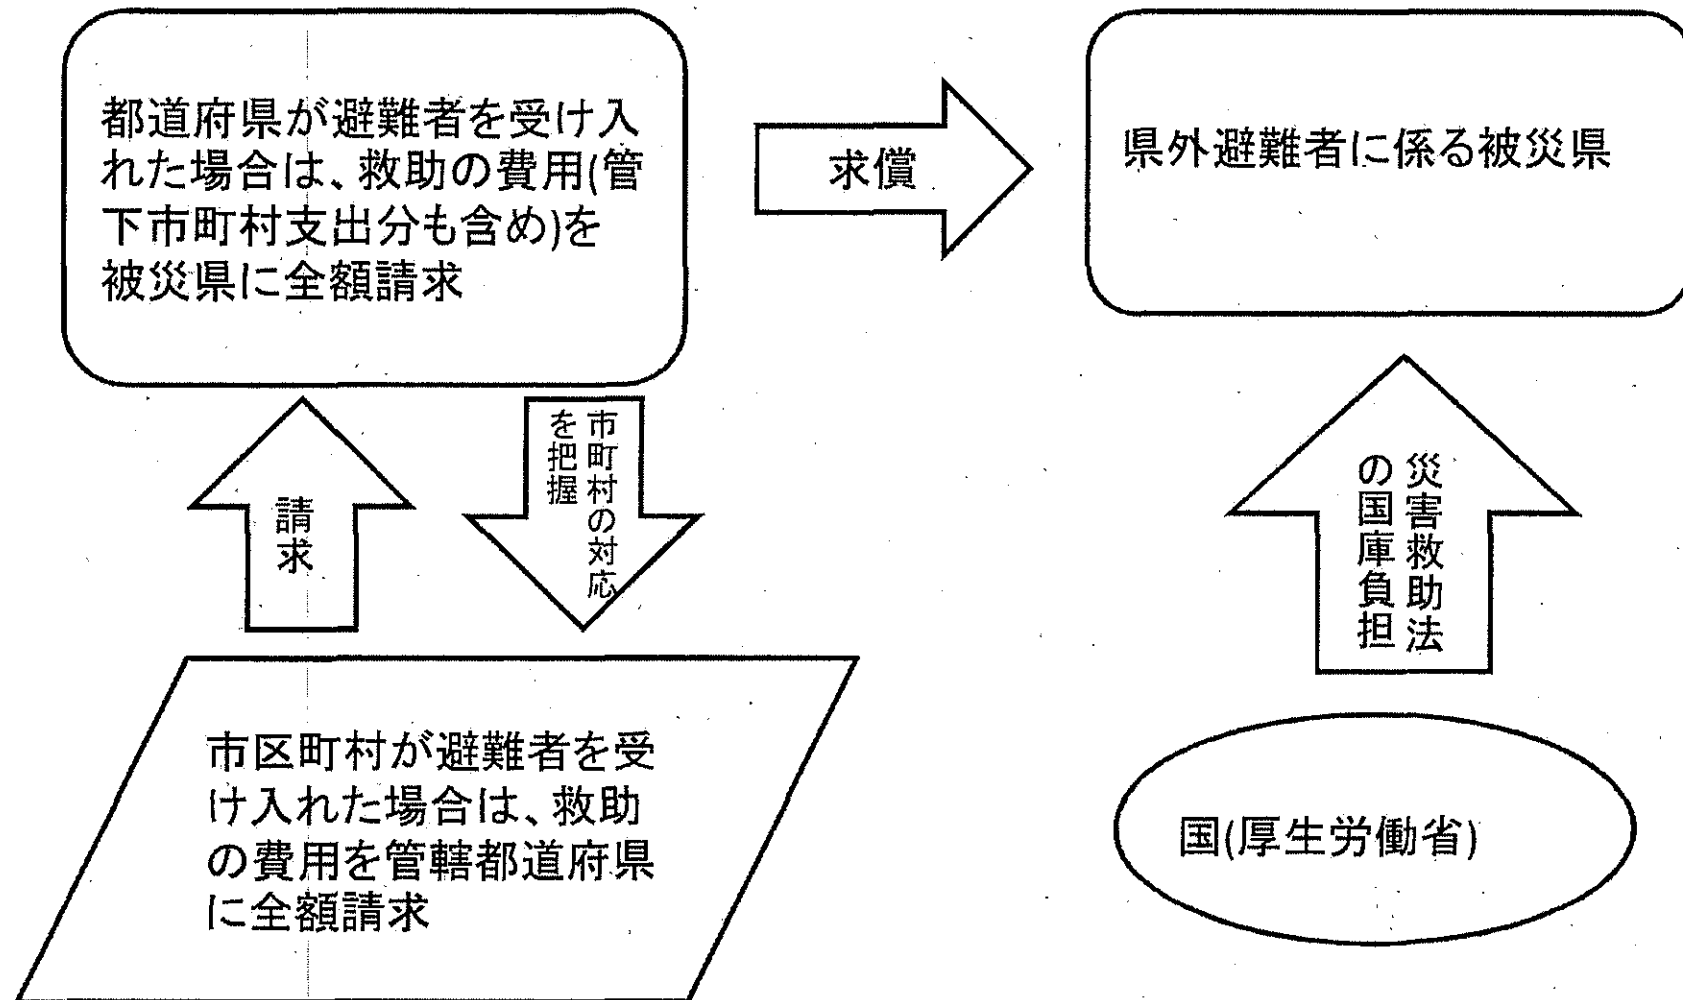 都道府県が避難者を受け入
れた場合は、救助の費用(管
下市町村支出分も含め)を
被災県に全額請求
求償
県外避難者に係る被災県
請求
市町村の対応
を把握
災害救助法
の国庫負担
市区町村が避難者を受
け入れた場合は、救助
の費用を管轄都道府県
に全額請求
国(厚生労働省)